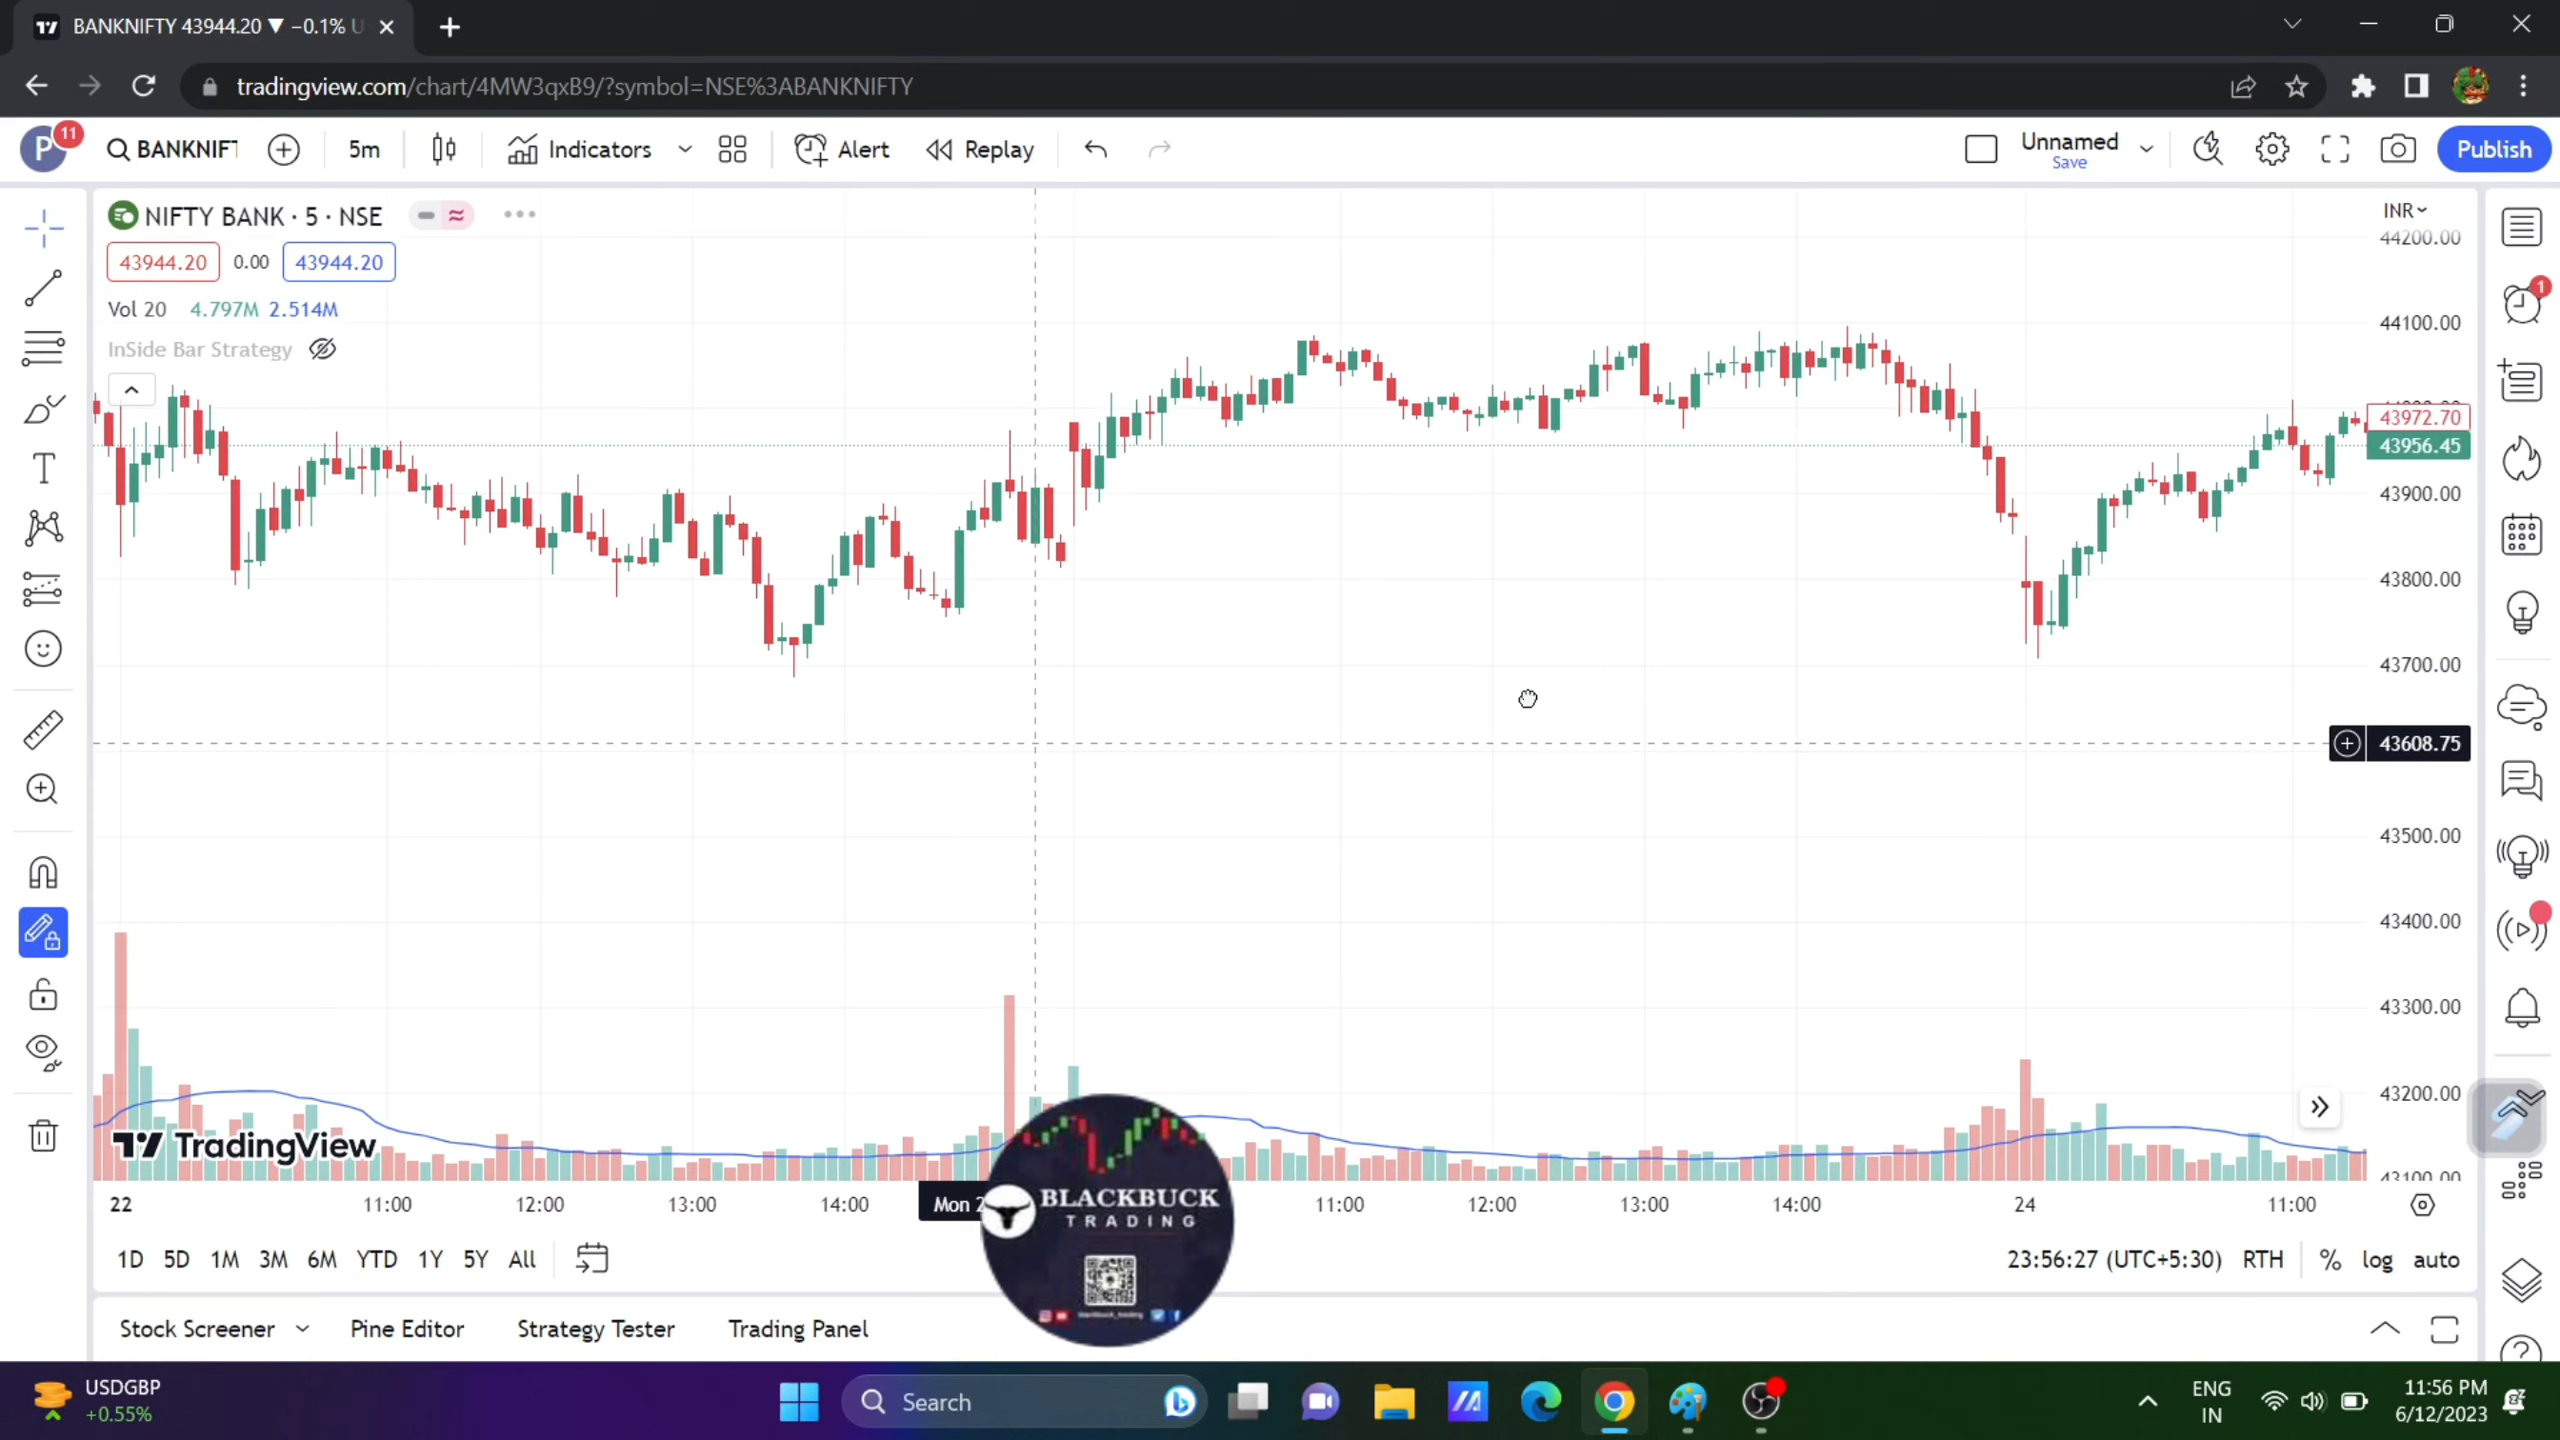 BANKNIFTY 43944.20 ▼ −0.1% U
tradingview.com/chart/4MW3qxB9/?symbol=NSE%3ABANKNIFTY
P 11 BANKNIFT 5m Indicators Alert Replay Unnamed Publish
Save
NIFTY BANK · 5 · NSE
INR
43944.20 0.00 43944.20
44200.00
Vol 20 4.797M 2.514M
1
44100.00
InSide Bar Strategy
43972.70
43956.45
43900.00
43800.00
43700.00
43608.75
43500.00
43400.00
43300.00
43200.00
TradingView
43100.00
22 11:00 12:00 13:00 14:00 Mon 2 11:00 12:00 13:00 14:00 24 11:00
BLACKBUCK
TRADING
1D 5D 1M 3M 6M YTD 1Y 5Y All 23:56:27 (UTC+5:30) RTH % log auto
Stock Screener Pine Editor Strategy Tester Trading Panel
USDGBP
+0.55%
Search
ENG
IN
11:56 PM
6/12/2023